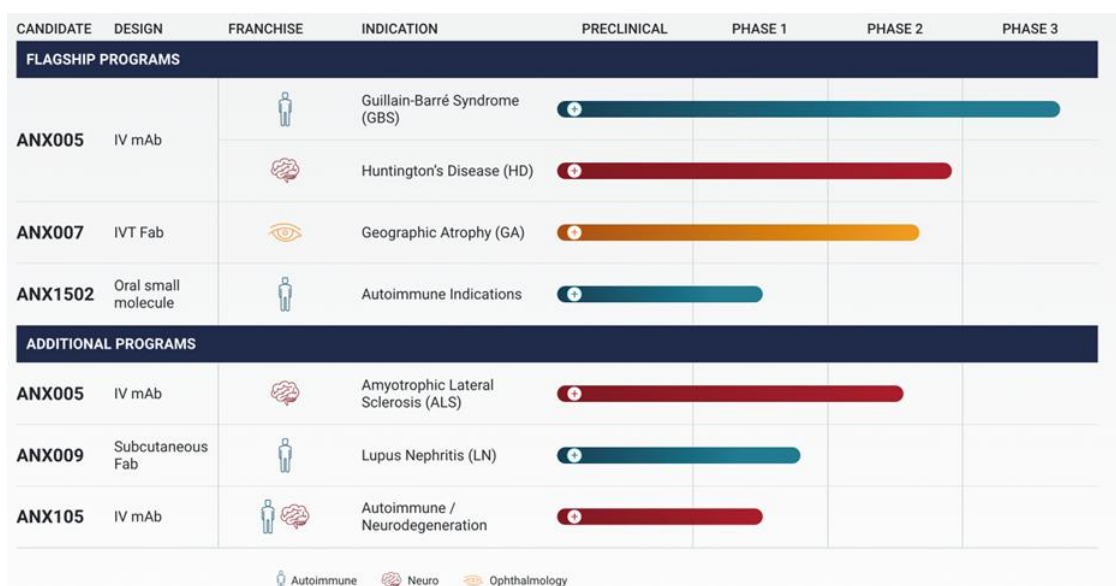 CANDIDATE DESIGN FRANCHISE INDICATION PRECLINICAL PHASE 1 PHASE 2 PHASE 3
FLAGSHIP PROGRAMS
ANX005 IV mAb
Guillain-Barré Syndrome
(GBS)
Huntington's Disease (HD)
ANX007 IVT Fab Geographic Atrophy (GA)
ANX1502 Oral small
molecule
Autoimmune Indications
ADDITIONAL PROGRAMS
ANX005 IV mAb
Amyotrophic Lateral
Sclerosis (ALS)
ANX009 Subcutaneous
Fab
Lupus Nephritis (LN)
ANX105 IV mAb
Autoimmune /
Neurodegeneration
Autoimmune Neuro Ophthalmology